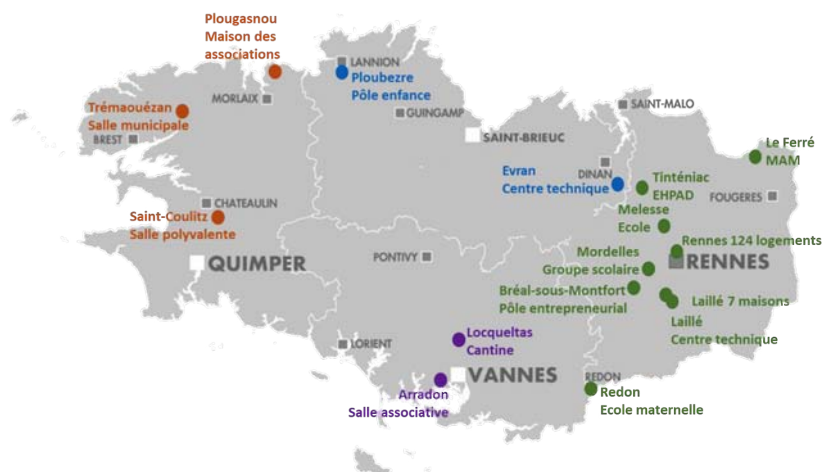 Plougasnou
Maison des
associations
LANNION
Ploubezre
Pôle enfance
MORLAIX
Trémaouézan
Salle municipale
BREST
GUINGAMP
SAINT-BRIEUC
SAINT-MALO
Le Ferré
MAM
Evran
Centre technique
DINAN
Tinténiac
EHPAD
FOUGERES
Melesse
Ecole
CHATEAULIN
Saint-Coulitz
Salle polyvalente
QUIMPER
PONTIVY
Rennes 124 logements
Mordelles
Groupe scolaire
RENNES
Bréal-sous-Montfort
Pôle entrepreneurial
Laillé 7 maisons
Laillé
Centre technique
LORIENT
Locqueltas
Cantine
VANNES
Arradon
Salle associative
REDON
Redon
Ecole maternelle